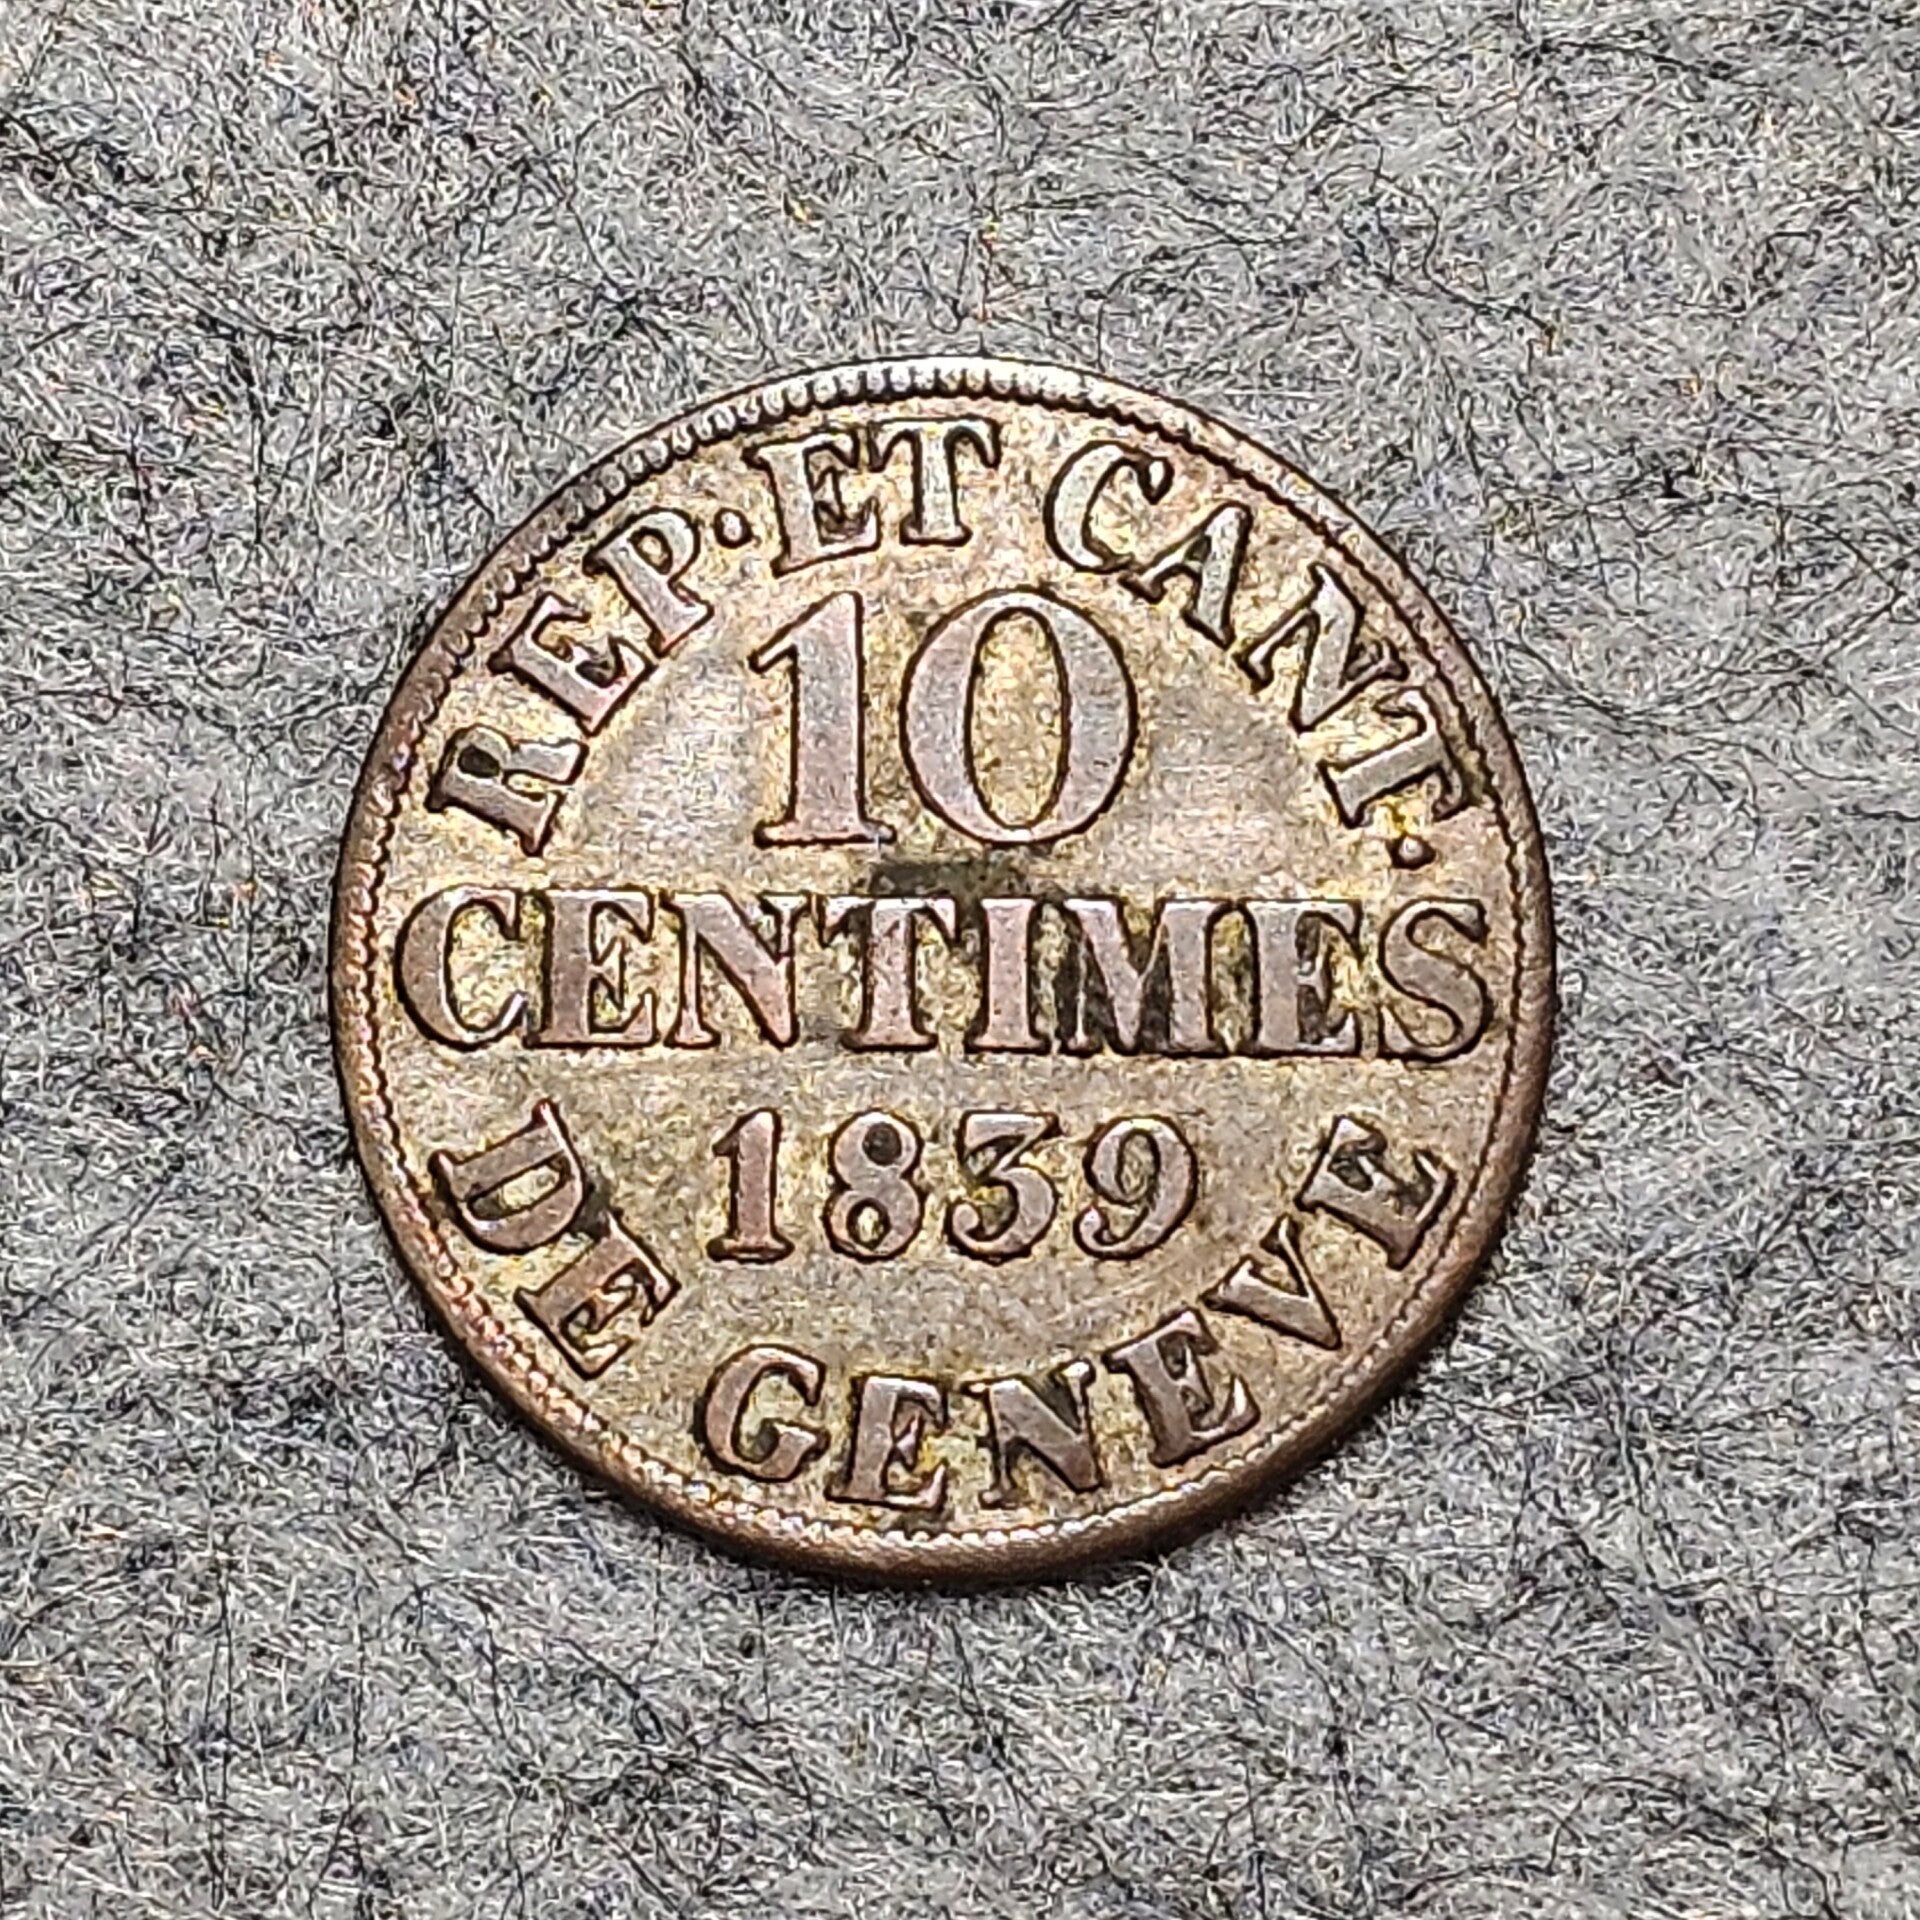 REP. ET CANT.
10
CENTIMES
1839
DE GENEVE